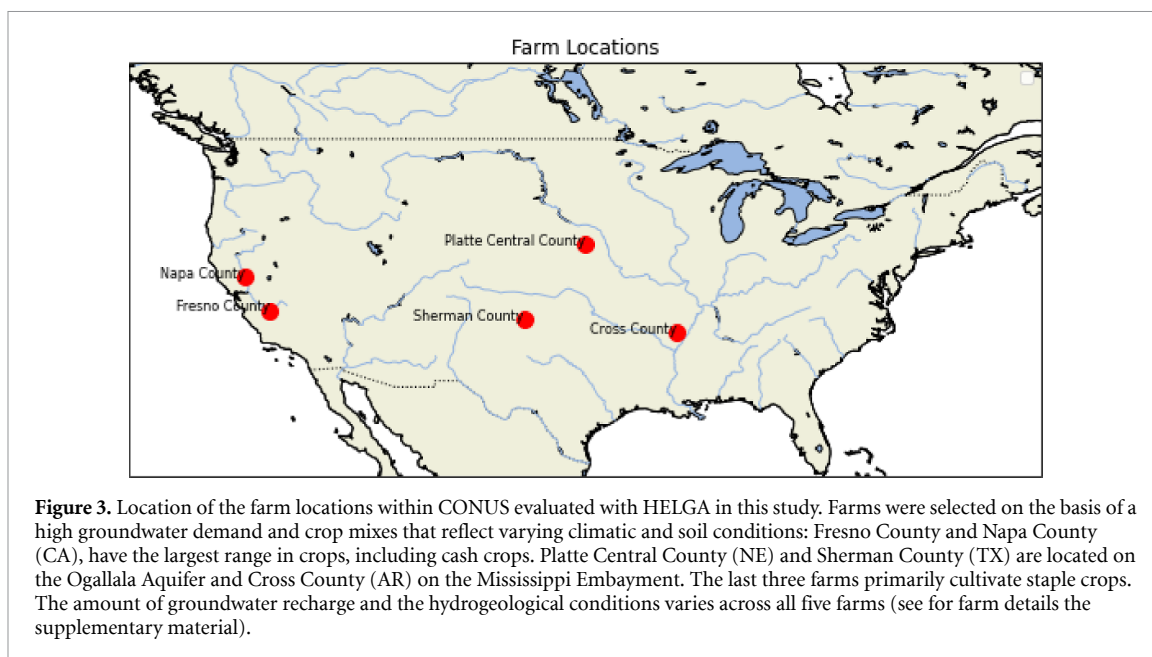 Farm Locations
Platte Central County
Napa County
Fresno County
Sherman County
Cross County
Figure 3. Location of the farm locations within CONUS evaluated with HELGA in this study. Farms were selected on the basis of a
high groundwater demand and crop mixes that reflect varying climatic and soil conditions: Fresno County and Napa County
(CA), have the largest range in crops, including cash crops. Platte Central County (NE) and Sherman County (TX) are located on
the Ogallala Aquifer and Cross County (AR) on the Mississippi Embayment. The last three farms primarily cultivate staple crops.
The amount of groundwater recharge and the hydrogeological conditions varies across all five farms (see for farm details the
supplementary material).